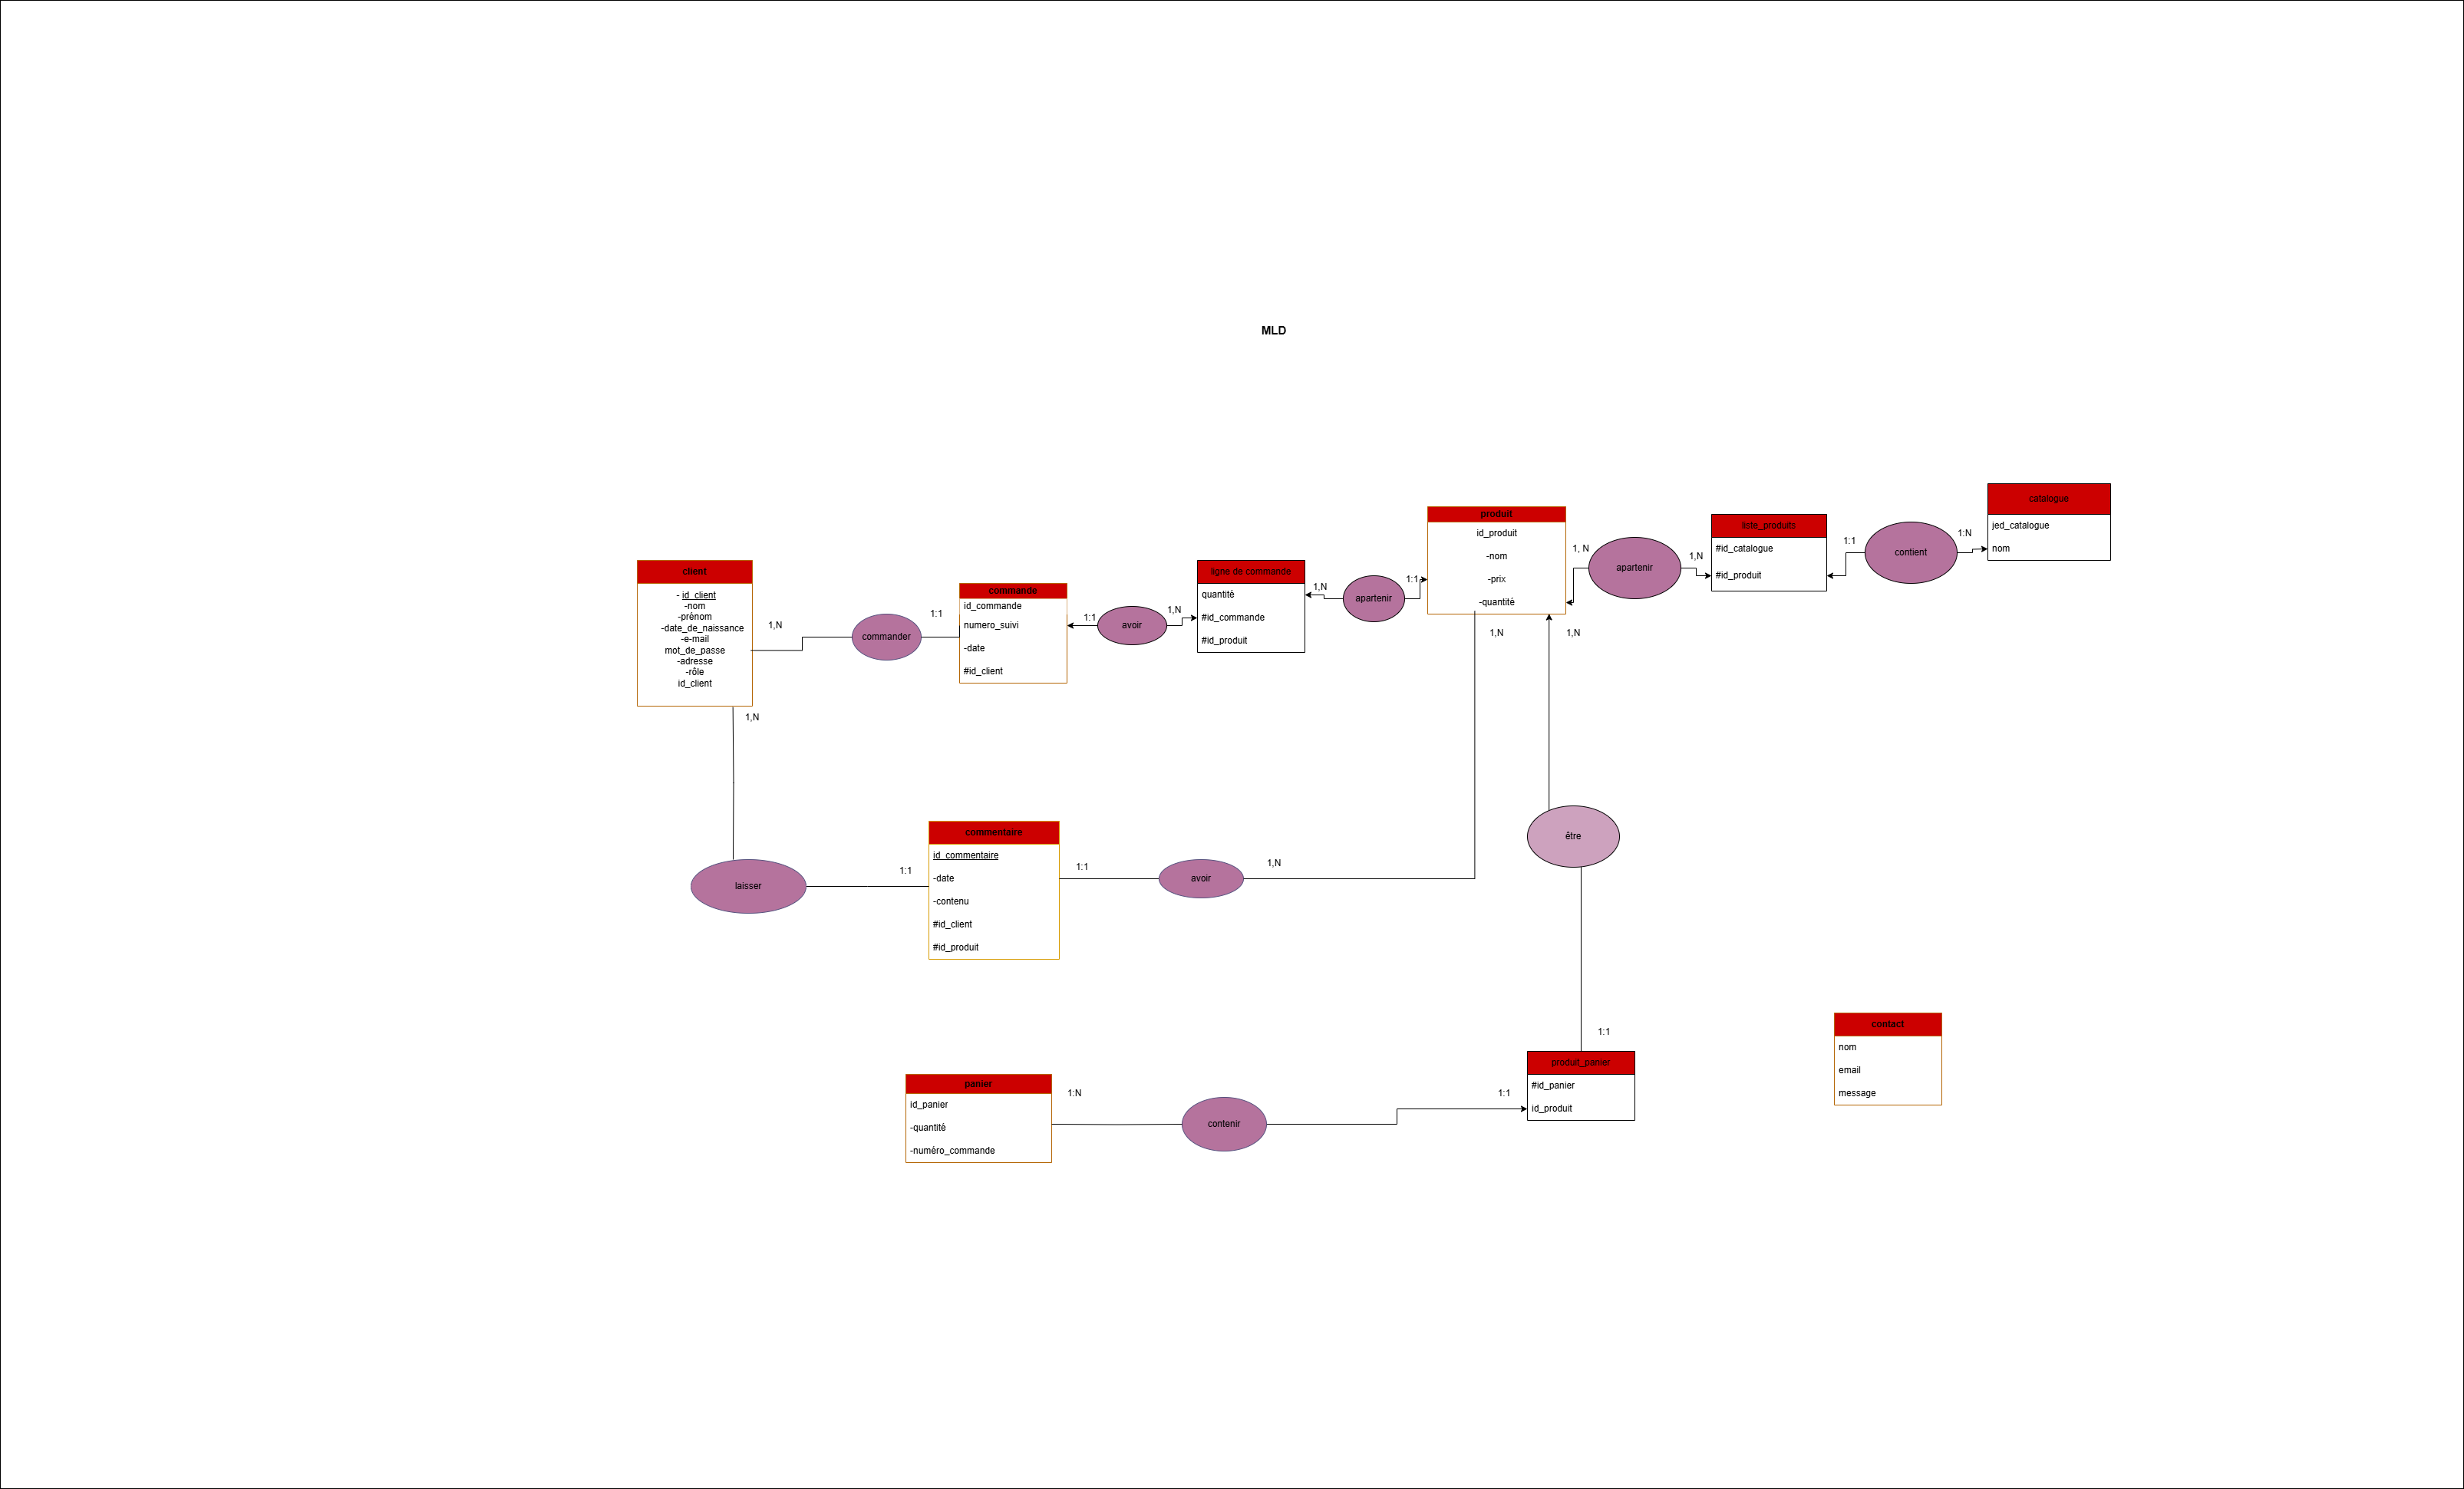 MLD
client
- id_client
-nom
-prénom
-date_de_naissance
-e-mail
mot_de_passe
-adresse
-rôle
id_client
1,N
1,N
commander
1:1
commande
id_commande
numero_suivi
-date
#id_client
1:1
avoir
1,N
ligne de commande
quantité
#id_commande
#id_produit
1,N
apartenir
1:1
produit
id_produit
-nom
-prix
-quantité
1,N
1,N
1, N
apartenir
1,N
liste_produits
#id_catalogue
#id_produit
1:1
contient
1:N
catalogue
jed_catalogue
nom
laisser
1:1
commentaire
id_commentaire
-date
-contenu
#id_client
#id_produit
1:1
avoir
1,N
être
1:1
panier
id_panier
-quantité
-numéro_commande
1:N
contenir
1:1
produit_panier
#id_panier
id_produit
contact
nom
email
message